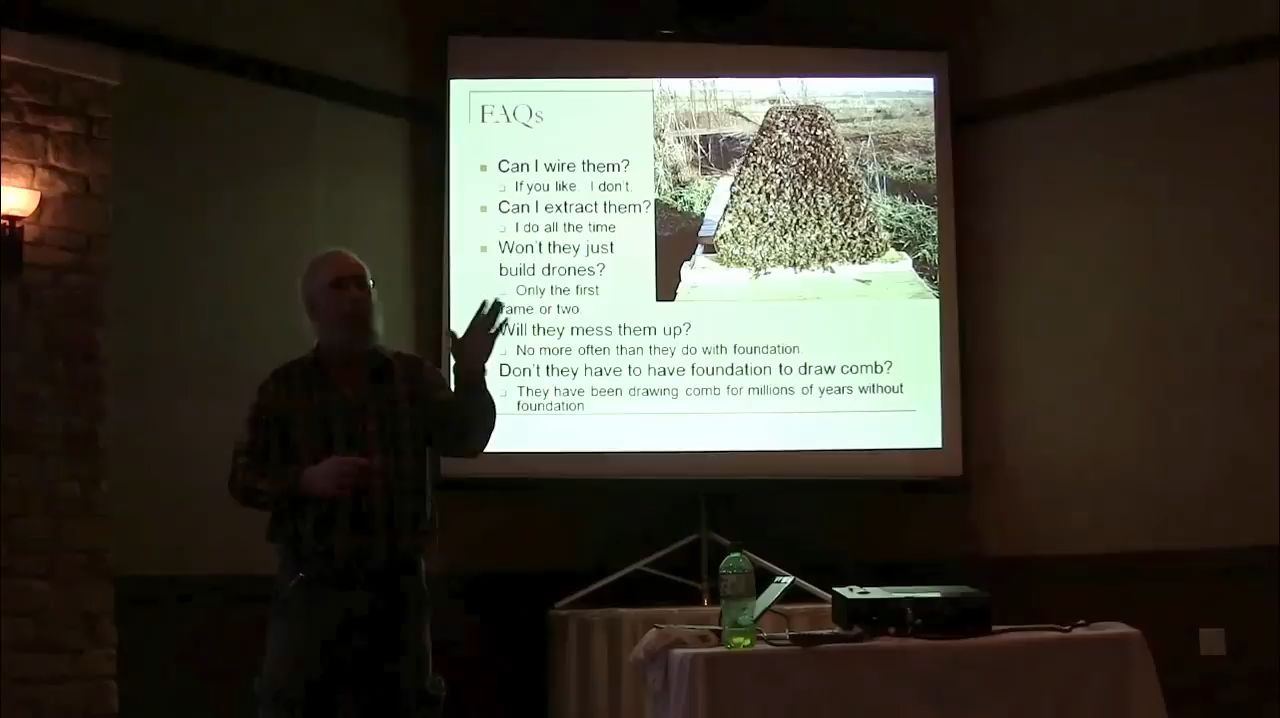 FAQs
Can I wire them?
If you like. I don't.
Can I extract them?
I do all the time
Won't they just
build drones?
Only the first
rame or two
Will they mess them up?
No more often than they do with foundation.
Don't they have to have foundation to draw comb?
They have been drawing comb for millions of years without
foundation